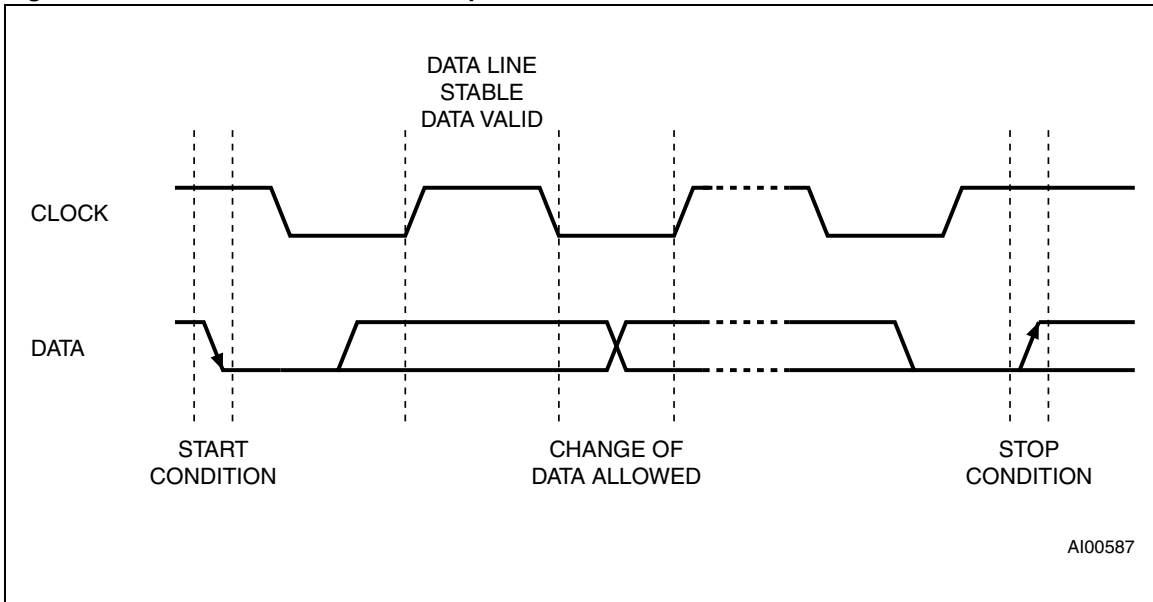 DATA LINE
STABLE
DATA VALID
CLOCK
DATA
START
CONDITION
CHANGE OF
DATA ALLOWED
STOP
CONDITION
AI00587